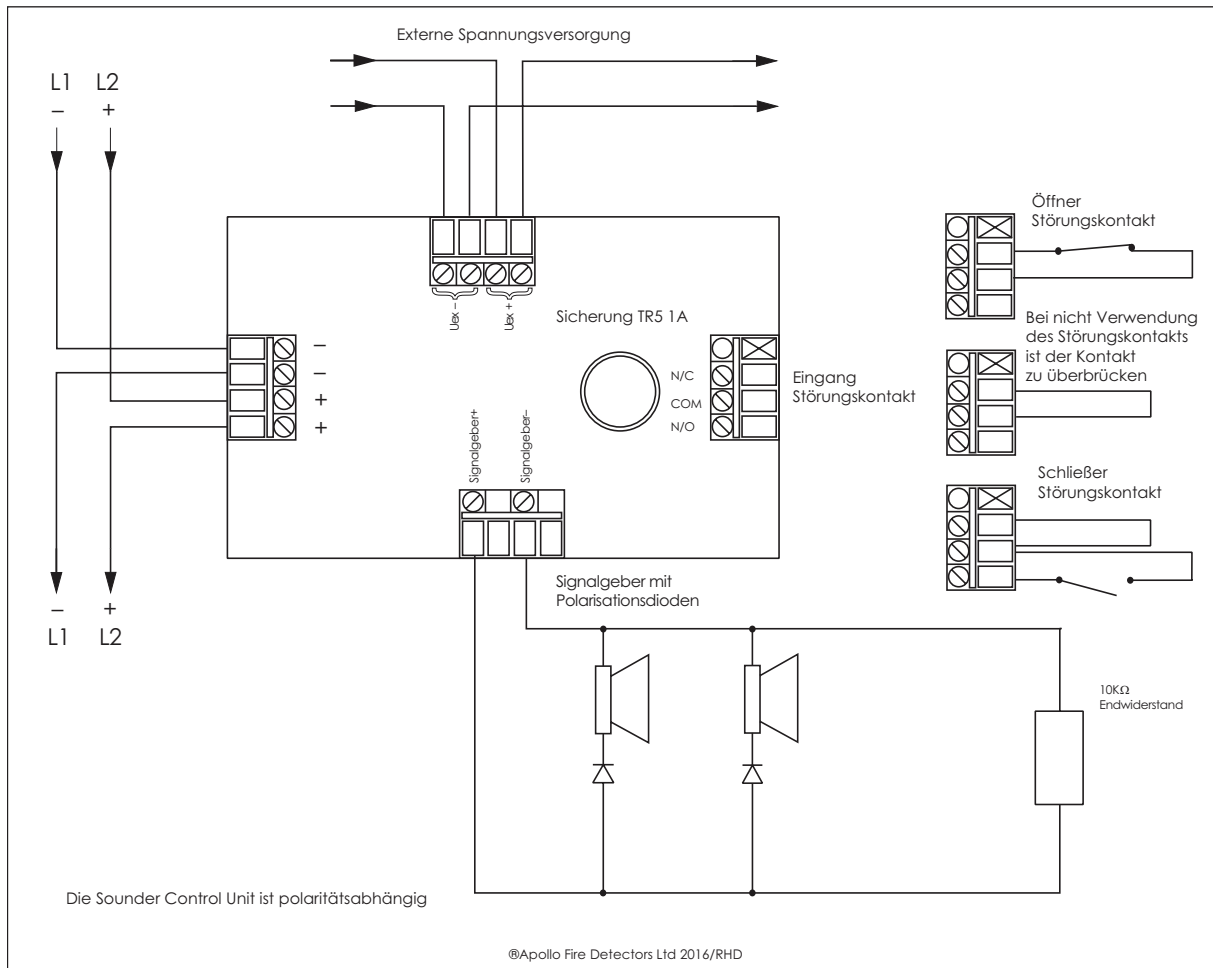 Externe Spannungsversorgung
L1 L2
− +
Uex −
Uex +
Sicherung TR5 1A
−
−
+
+
N/C
COM
N/O
Eingang
Störungskontakt
Signalgeber+
Signalgeber−
Öffner
Störungskontakt
Bei nicht Verwendung
des Störungskontakts
ist der Kontakt
zu überbrücken
Schließer
Störungskontakt
− +
L1 L2
Signalgeber mit
Polarisationsdioden
10KΩ
Endwiderstand
Die Sounder Control Unit ist polaritätsabhängig
®Apollo Fire Detectors Ltd 2016/RHD